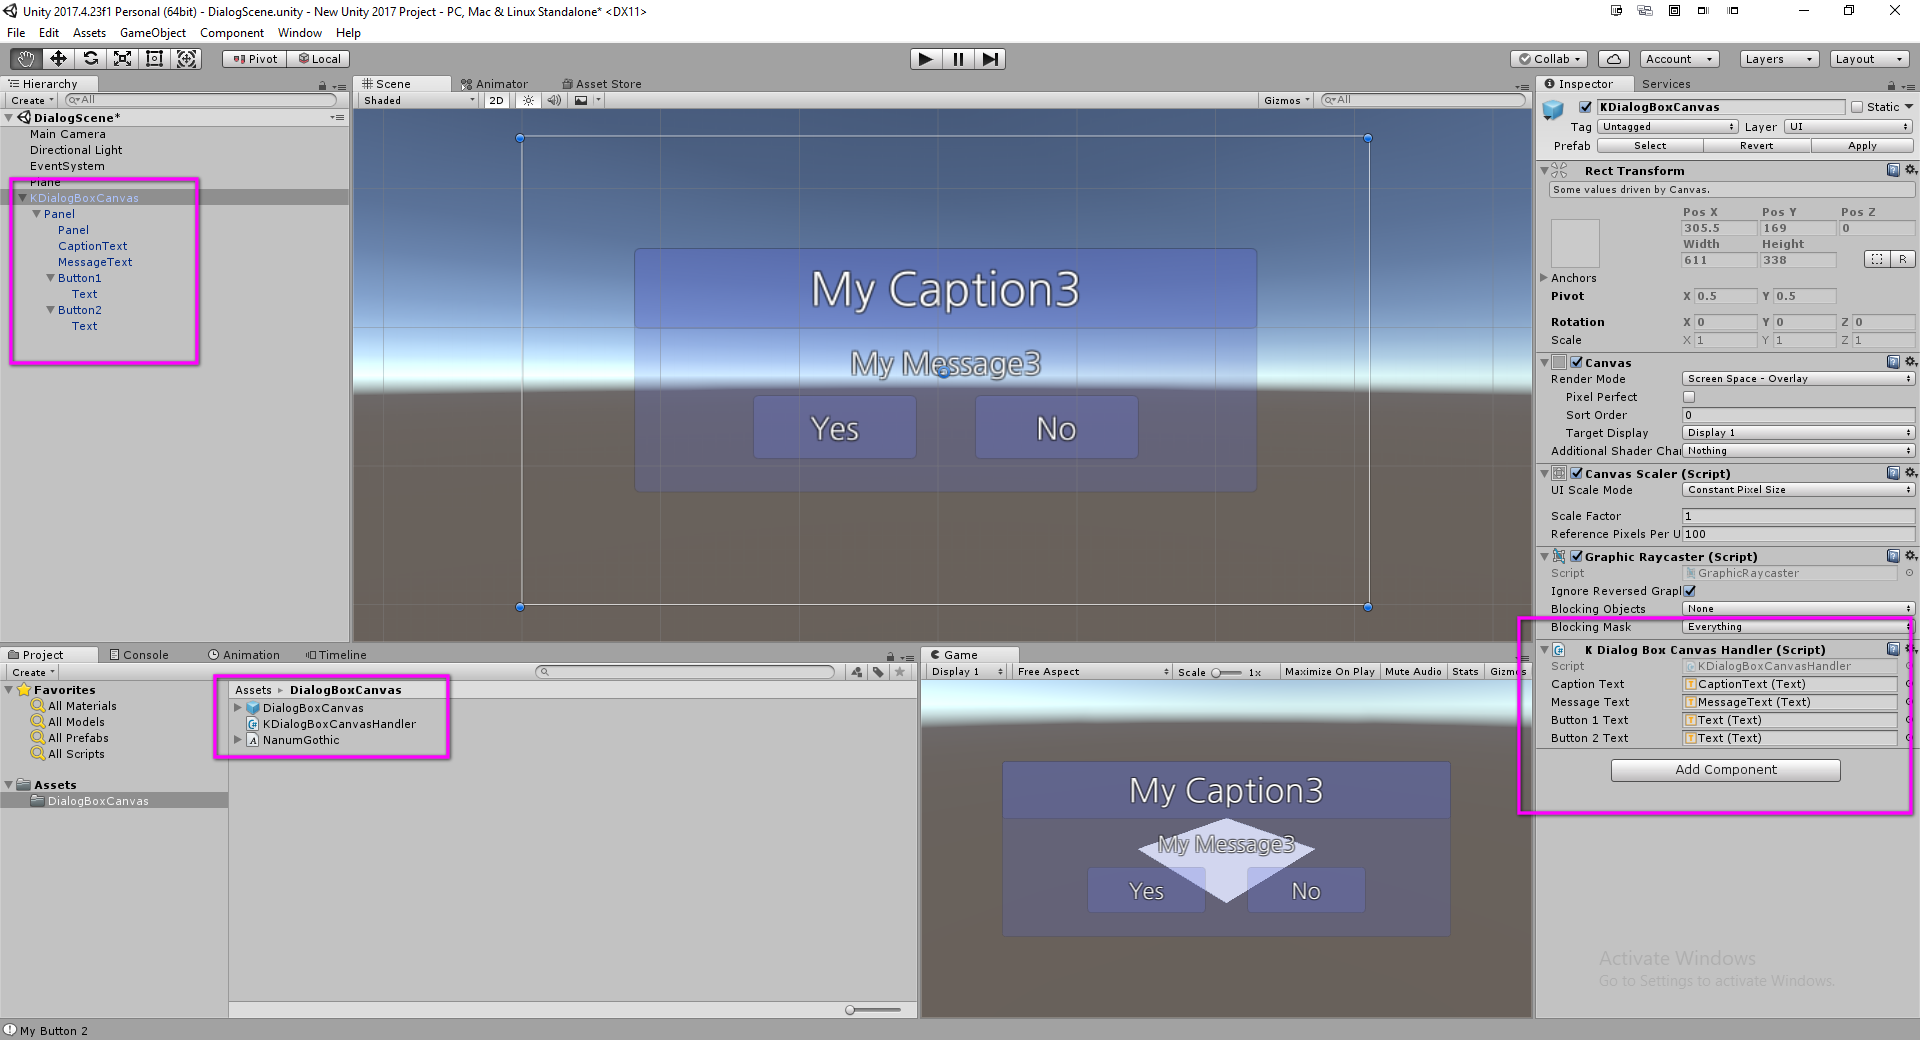 Unity 2017.4.23f1 Personal (64bit) - DialogScene.unity - New Unity 2017 Project - PC, Mac & Linux Standalone* <DX11>
File Edit Assets GameObject Component Window Help
Pivot Local Collab Account Layers Layout
Hierarchy
Create All
DialogScene*
Main Camera
Directional Light
EventSystem
Plane
KDialogBoxCanvas
Panel
Panel
CaptionText
MessageText
Button1
Text
Button2
Text
Scene Animator Asset Store
Shaded 2D Gizmos All
My Caption3
My Message3
Yes No
Project Console Animation Timeline
Create
Favorites
All Materials
All Models
All Prefabs
All Scripts
Assets
DialogBoxCanvas
Assets DialogBoxCanvas
DialogBoxCanvas
KDialogBoxCanvasHandler
NanumGothic
Game
Display 1 Free Aspect Scale 1x Maximize On Play Mute Audio Stats Gizmos
My Caption3
My Message3
Yes No
Inspector Services
KDialogBoxCanvas Static
Tag Untagged Layer UI
Prefab Select Revert Apply
Rect Transform
Some values driven by Canvas.
Pos X Pos Y Pos Z
305.5 169 0
Width Height
611 338 R
Anchors
Pivot X 0.5 Y 0.5
Rotation X 0 Y 0 Z 0
Scale X 1 Y 1 Z 1
Canvas
Render Mode Screen Space - Overlay
Pixel Perfect
Sort Order 0
Target Display Display 1
Additional Shader Cha Nothing
Canvas Scaler (Script)
UI Scale Mode Constant Pixel Size
Scale Factor 1
Reference Pixels Per U 100
Graphic Raycaster (Script)
Script GraphicRaycaster
Ignore Reversed Grapl
Blocking Objects None
Blocking Mask Everything
K Dialog Box Canvas Handler (Script)
Script KDialogBoxCanvasHandler
Caption Text CaptionText (Text)
Message Text MessageText (Text)
Button 1 Text Text (Text)
Button 2 Text Text (Text)
Add Component
Activate Windows
Go to Settings to activate Windows.
My Button 2